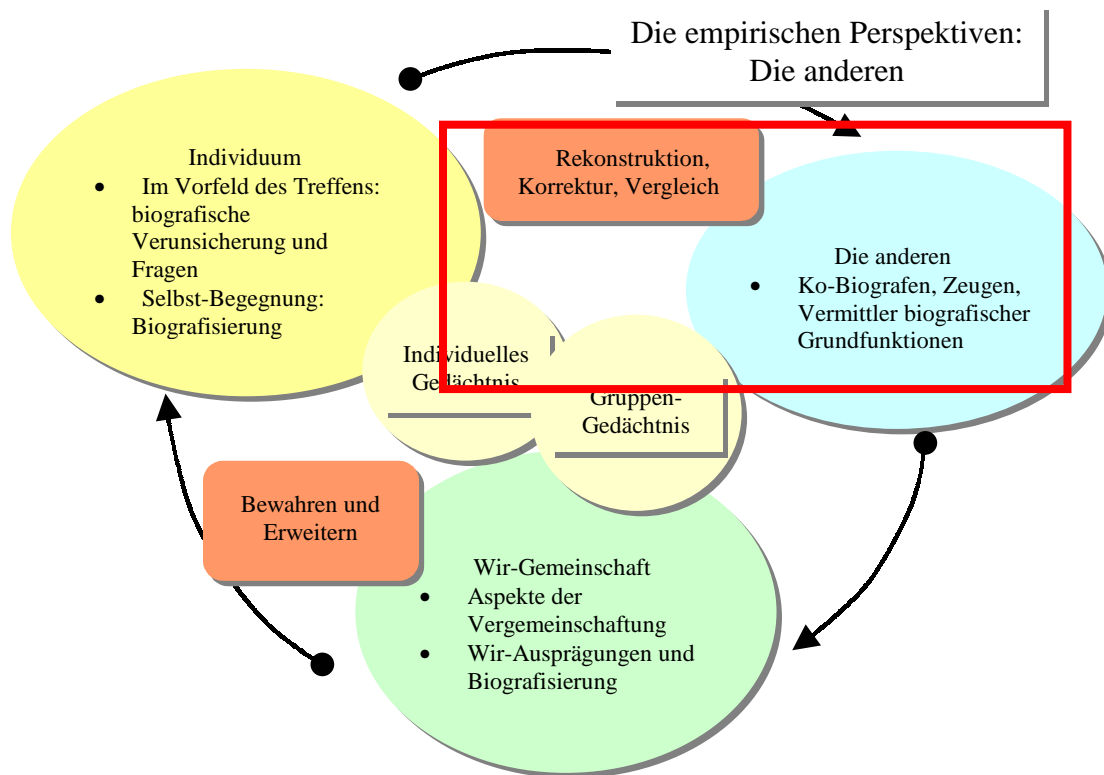 Die empirischen Perspektiven:
Die anderen
Individuum
• Im Vorfeld des Treffens:
biografische
Verunsicherung und
Fragen
• Selbst-Begegnung:
Biografisierung
Rekonstruktion,
Korrektur, Vergleich
Die anderen
• Ko-Biografen, Zeugen,
Vermittler biografischer
Grundfunktionen
Individuelles
Gedächtnis
Gruppen-
Gedächtnis
Bewahren und
Erweitern
Wir-Gemeinschaft
• Aspekte der
Vergemeinschaftung
• Wir-Ausprägungen und
Biografisierung